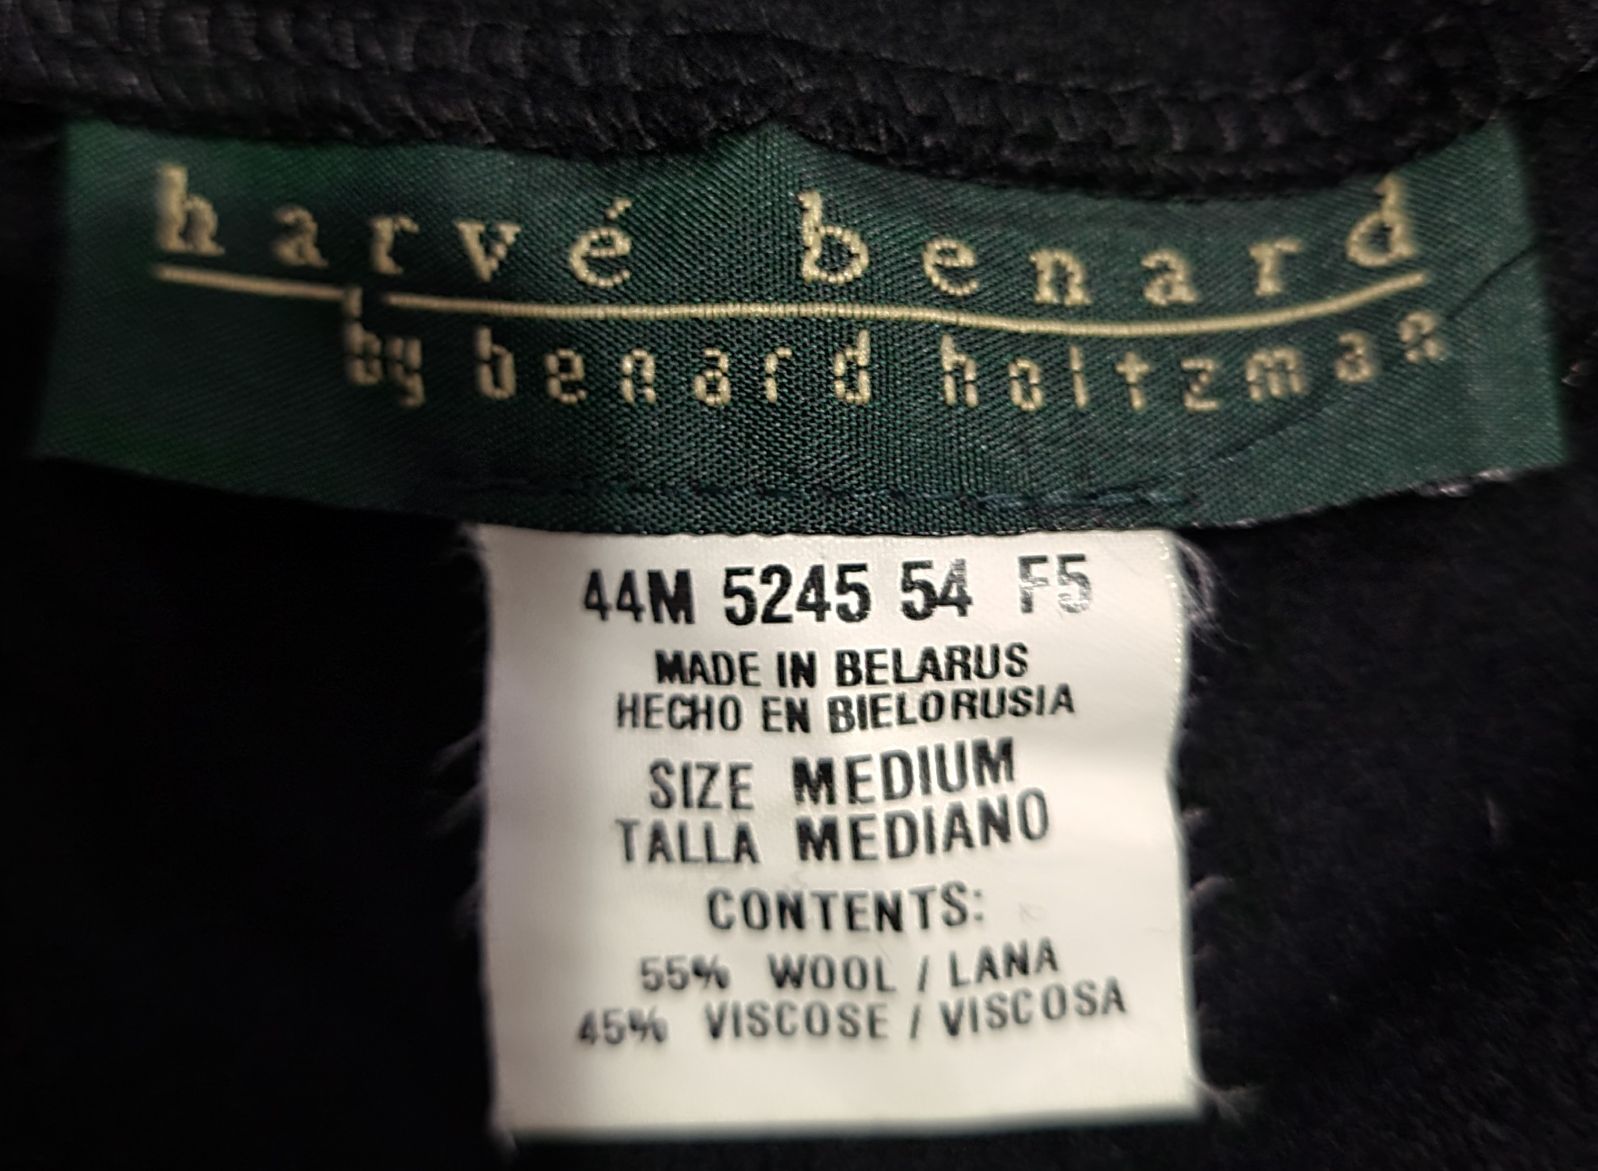 harvé benard
by benard holtzman
44M 5245 54 F5
MADE IN BELARUS
HECHO EN BIELORUSIA
SIZE MEDIUM
TALLA MEDIANO
CONTENTS:
55% WOOL / LANA
45% VISCOSE / VISCOSA